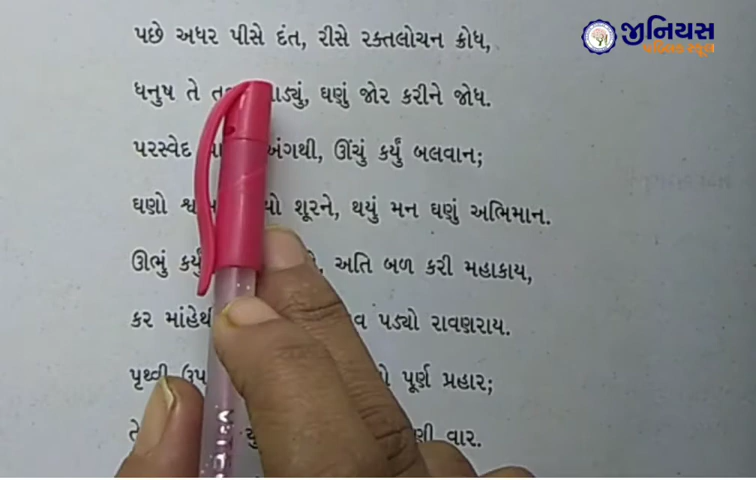 જીનિયસ
પબ્લિક સ્કૂલ
પછે અધર પીસે દંત, રીસે રક્તલોચન ક્રોધ,
ધનુષ તે ઘણું જોર કરીને જોધ.
પરસ્વેદ અંગથી, ઊંચું કર્યું બલવાન;
ઘણો શૂરને, થયું મન ઘણું અભિમાન.
ઊભું કર્યું અતિ બળ કરી મહાકાય,
કર માંહેથી પડ્યો રાવણરાય.
પૃથ્વી પૂર્ણ પ્રહાર;
વાર.